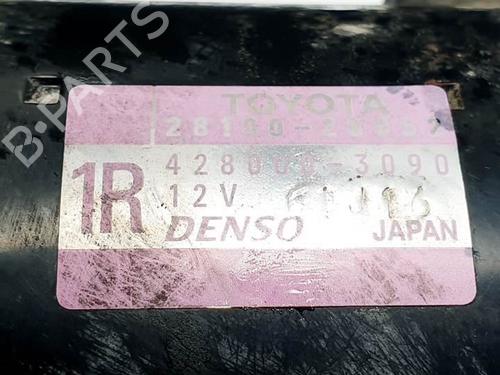 TOYOTA
428000-3090
1R
12V
DENSO
JAPAN
B-PARTS